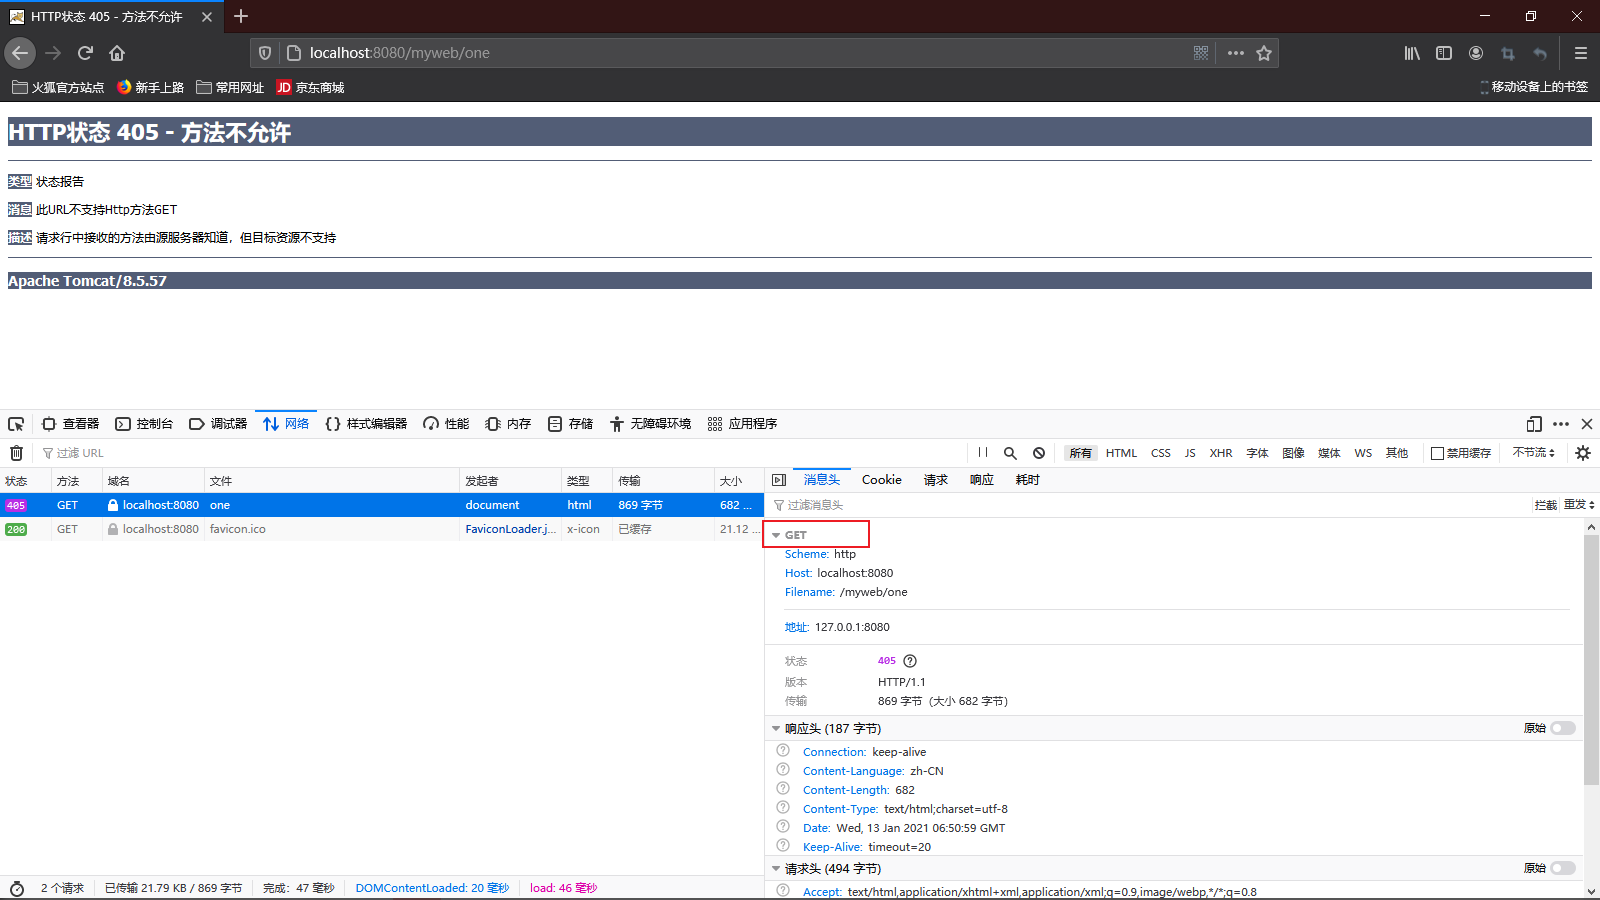 HTTP状态 405 - 方法不允许
localhost:8080/myweb/one
火狐官方站点 新手上路 常用网址 JD 京东商城 移动设备上的书签
HTTP状态 405 - 方法不允许
类型 状态报告
消息 此URL不支持Http方法GET
描述 请求行中接收的方法由源服务器知道，但目标资源不支持
Apache Tomcat/8.5.57
查看器 控制台 调试器 网络 样式编辑器 性能 内存 存储 无障碍环境 应用程序
过滤 URL 所有 HTML CSS JS XHR 字体 图像 媒体 WS 其他 禁用缓存 不节流
状态 方法 域名 文件 发起者 类型 传输 大小
405 GET localhost:8080 one document html 869 字节 682 ...
200 GET localhost:8080 favicon.ico FaviconLoader.j... x-icon 已缓存 21.12 ...
消息头 Cookie 请求 响应 耗时
过滤消息头 拦截 重发
GET
Scheme: http
Host: localhost:8080
Filename: /myweb/one
地址: 127.0.0.1:8080
状态 405
版本 HTTP/1.1
传输 869 字节 (大小 682 字节)
响应头 (187 字节) 原始
Connection: keep-alive
Content-Language: zh-CN
Content-Length: 682
Content-Type: text/html;charset=utf-8
Date: Wed, 13 Jan 2021 06:50:59 GMT
Keep-Alive: timeout=20
请求头 (494 字节) 原始
Accept: text/html,application/xhtml+xml,application/xml;q=0.9,image/webp,*/*;q=0.8
2 个请求 已传输 21.79 KB / 869 字节 完成: 47 毫秒 DOMContentLoaded: 20 毫秒 load: 46 毫秒